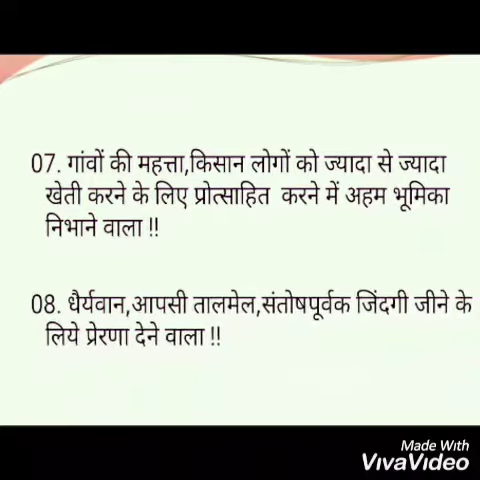 07. गांवों की महत्ता,किसान लोगों को ज्यादा से ज्यादा
खेती करने के लिए प्रोत्साहित करने में अहम भूमिका
निभाने वाला !!
08. धैर्यवान,आपसी तालमेल,संतोषपूर्वक जिंदगी जीने के
लिये प्रेरणा देने वाला !!
Made With
VivaVideo